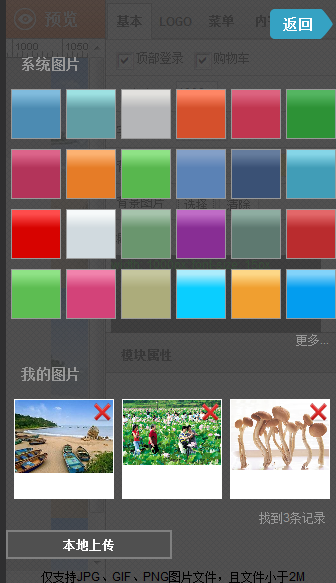 预览 基本 LOGO 菜单 内 返回
1000 1050 顶部登录 购物车
系统图片
背景图片 选择 清除
更多...
模块属性
我的图片
找到3条记录
本地上传
仅支持JPG、GIF、PNG图片文件，且文件小于2M